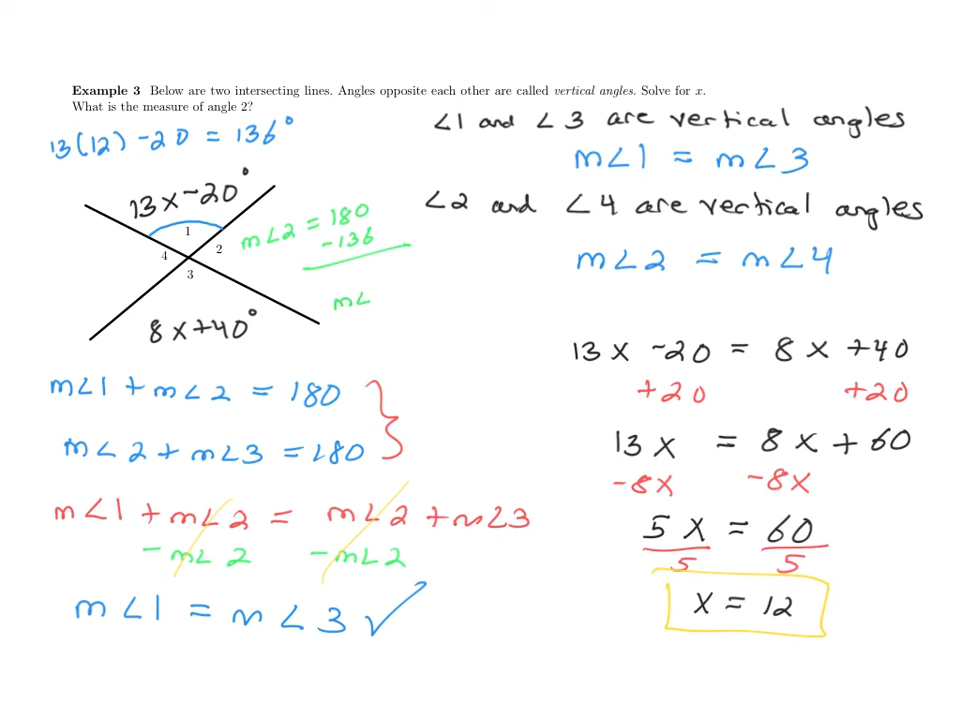 Example 3 Below are two intersecting lines. Angles opposite each other are called vertical angles. Solve for x.
What is the measure of angle 2?
13(12) -20 = 136°
∠1 and ∠3 are vertical angles
m∠1 = m∠3
∠2 and ∠4 are vertical angles
m∠2 = m∠4
13x-20°
1
2
3
4
8x+40°
m∠2 = 180
-136
m∠
m∠1 + m∠2 = 180
m∠2 + m∠3 = 180
m∠1 + m∠2 = m∠2 + m∠3
-m∠2 -m∠2
m∠1 = m∠3 ✓
13x -20 = 8x +40
+20 +20
13x = 8x + 60
-8x -8x
5x = 60
5 5
x = 12